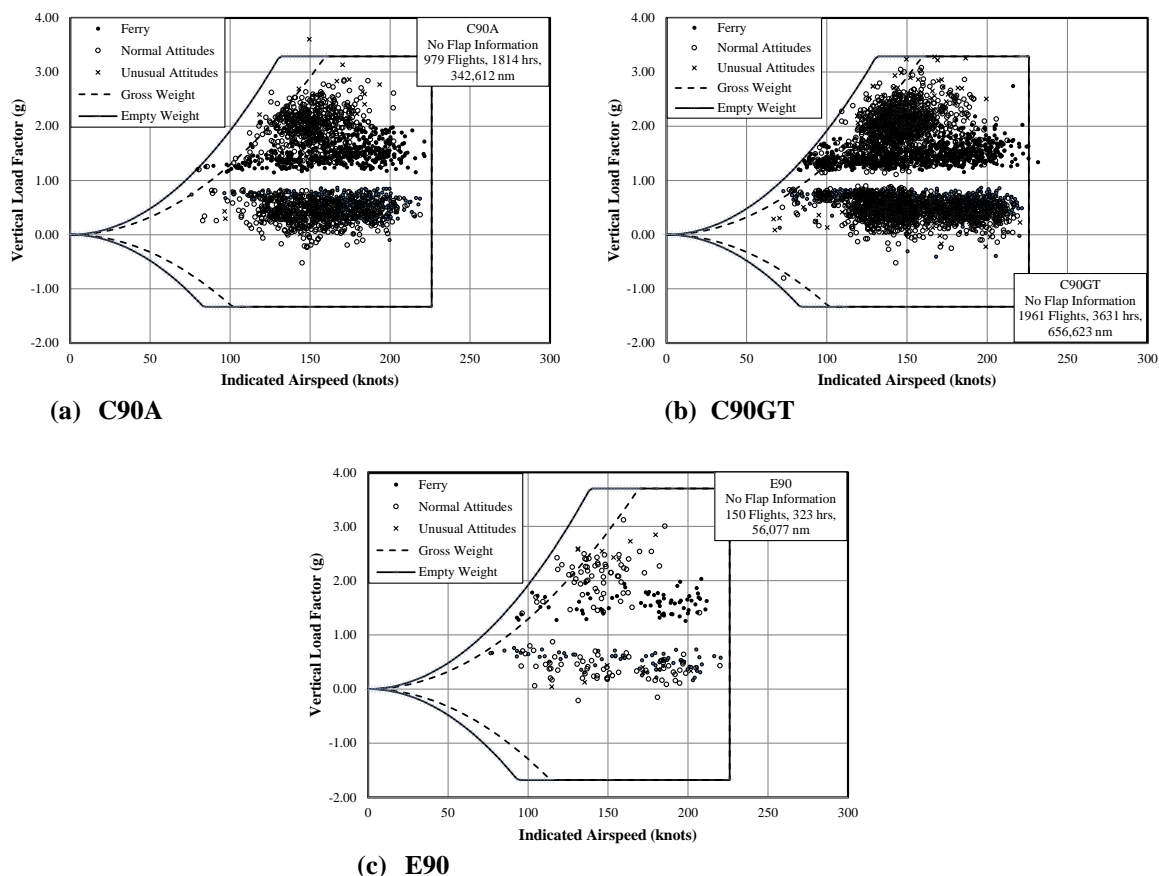 4.00
3.00
2.00
1.00
0.00
-1.00
-2.00
Vertical Load Factor (g)
Ferry
Normal Attitudes
Unusual Attitudes
Gross Weight
Empty Weight
C90A
No Flap Information
979 Flights, 1814 hrs,
342,612 nm
0 50 100 150 200 250 300
Indicated Airspeed (knots)
(a) C90A
4.00
3.00
2.00
1.00
0.00
-1.00
-2.00
Vertical Load Factor (g)
Ferry
Normal Attitudes
Unusual Attitudes
Gross Weight
Empty Weight
C90GT
No Flap Information
1961 Flights, 3631 hrs,
656,623 nm
0 50 100 150 200 250 300
Indicated Airspeed (knots)
(b) C90GT
4.00
3.00
2.00
1.00
0.00
-1.00
-2.00
Vertical Load Factor (g)
Ferry
Normal Attitudes
Unusual Attitudes
Gross Weight
Empty Weight
E90
No Flap Information
150 Flights, 323 hrs,
56,077 nm
0 50 100 150 200 250 300
Indicated Airspeed (knots)
(c) E90